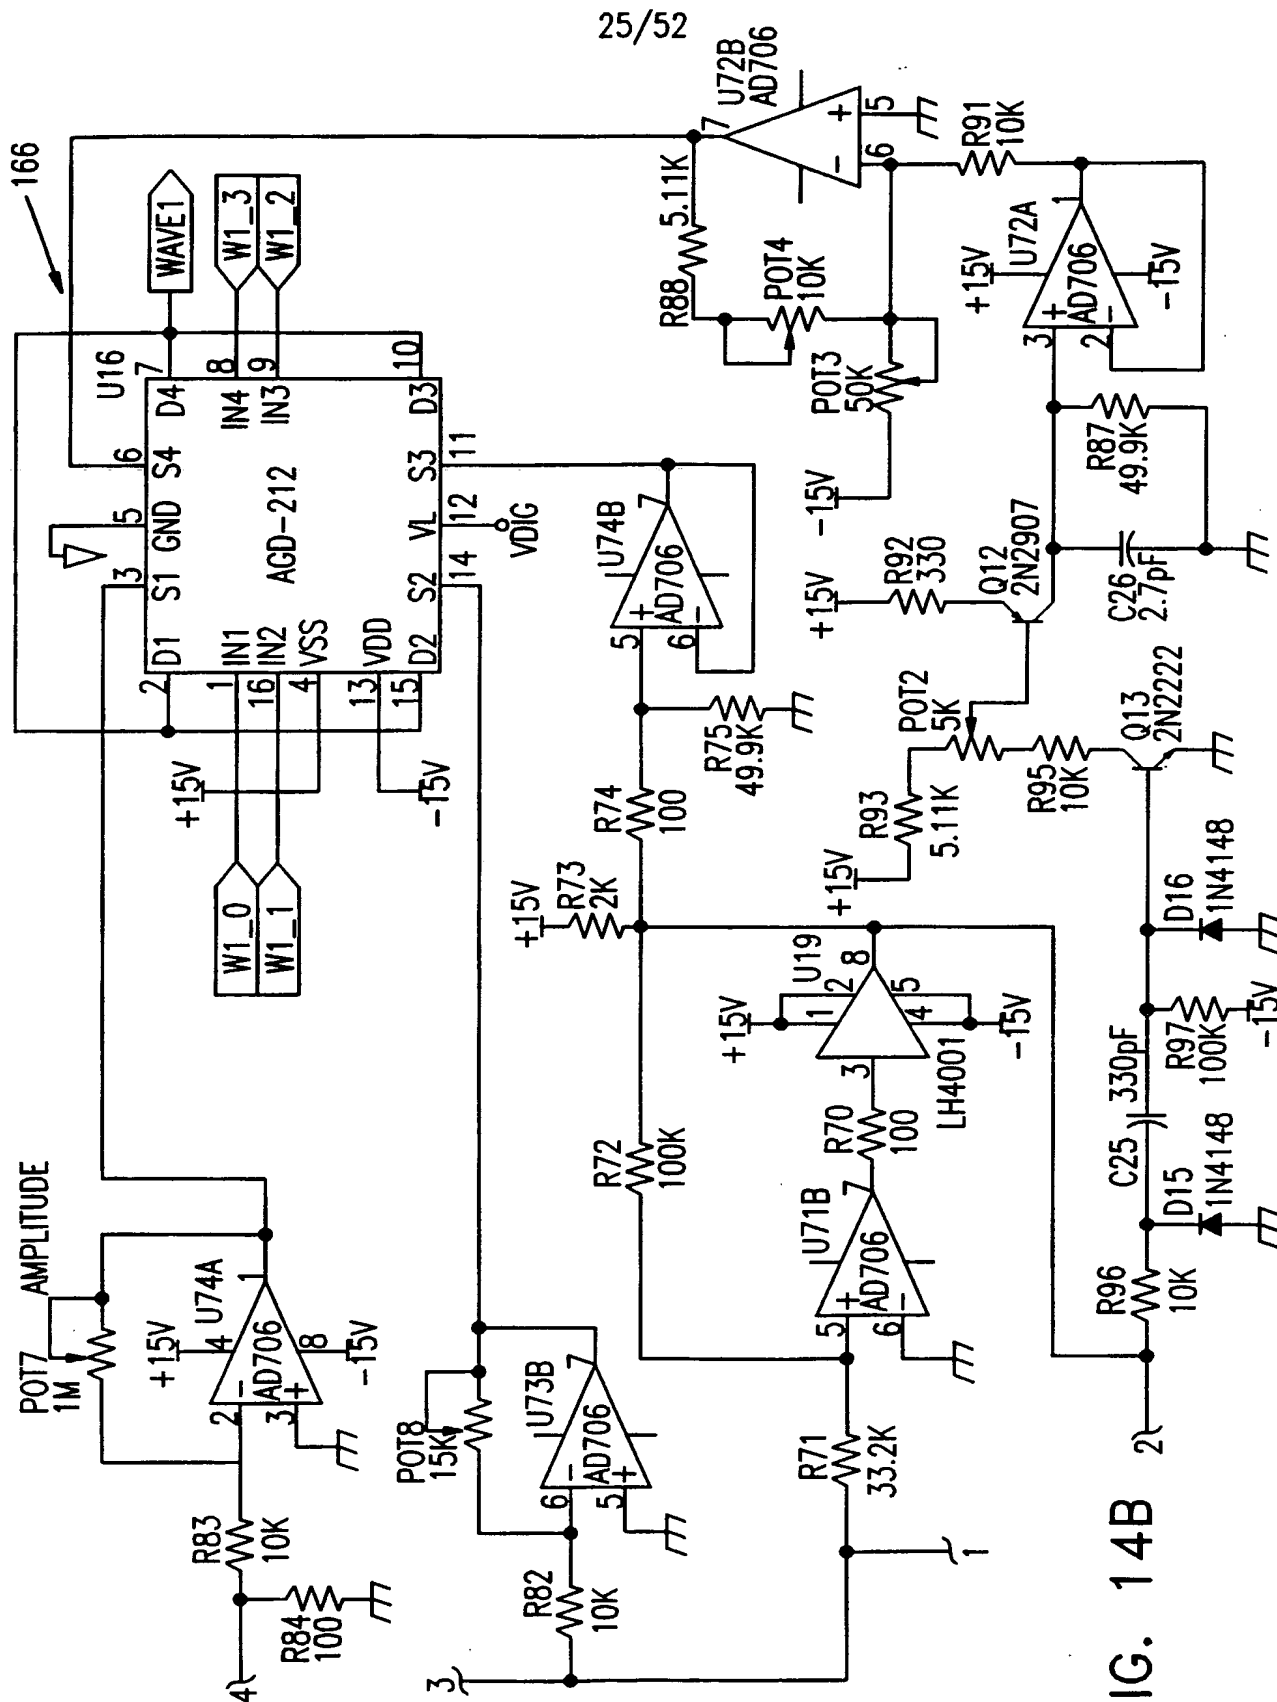 25/52
166
WAVE1
W1_3
W1_2
U16
7
8
9
10
D4
IN4
IN3
D3
6
S4
5
GND
3
S1
AGD-212
S3
11
VL
12
VDIG
S2
14
D1
IN1
IN2
VSS
VDD
D2
2
1
16
4
13
15
+15V
-15V
W1_0
W1_1
AMPLITUDE
POT7
1M
U74A
+15V
4
1
AD706
2
-
3
+
8
-15V
R83
10K
R84
100
4
3
R82
10K
POT8
15K
U73B
7
AD706
6
-
5
+
U74B
7
AD706
5
+
6
-
R74
100
R75
49.9K
+15V
R73
2K
R72
100K
R71
33.2K
1
U71B
7
AD706
5
+
6
-
R70
100
U19
+15V
1
2
8
3
4
5
-15V
LH4001
U72B
AD706
7
-
+
6
5
R88
5.11K
POT4
10K
POT3
50K
-15V
R91
10K
U72A
1
+15V
AD706
-15V
3
+
2
-
R87
49.9K
C26
2.7pF
+15V
R92
330
Q12
2N2907
POT2
5K
+15V
R93
5.11K
R95
10K
Q13
2N2222
D16
1N4148
R97
100K
-15V
C25
330pF
D15
1N4148
R96
10K
2
IG. 14B